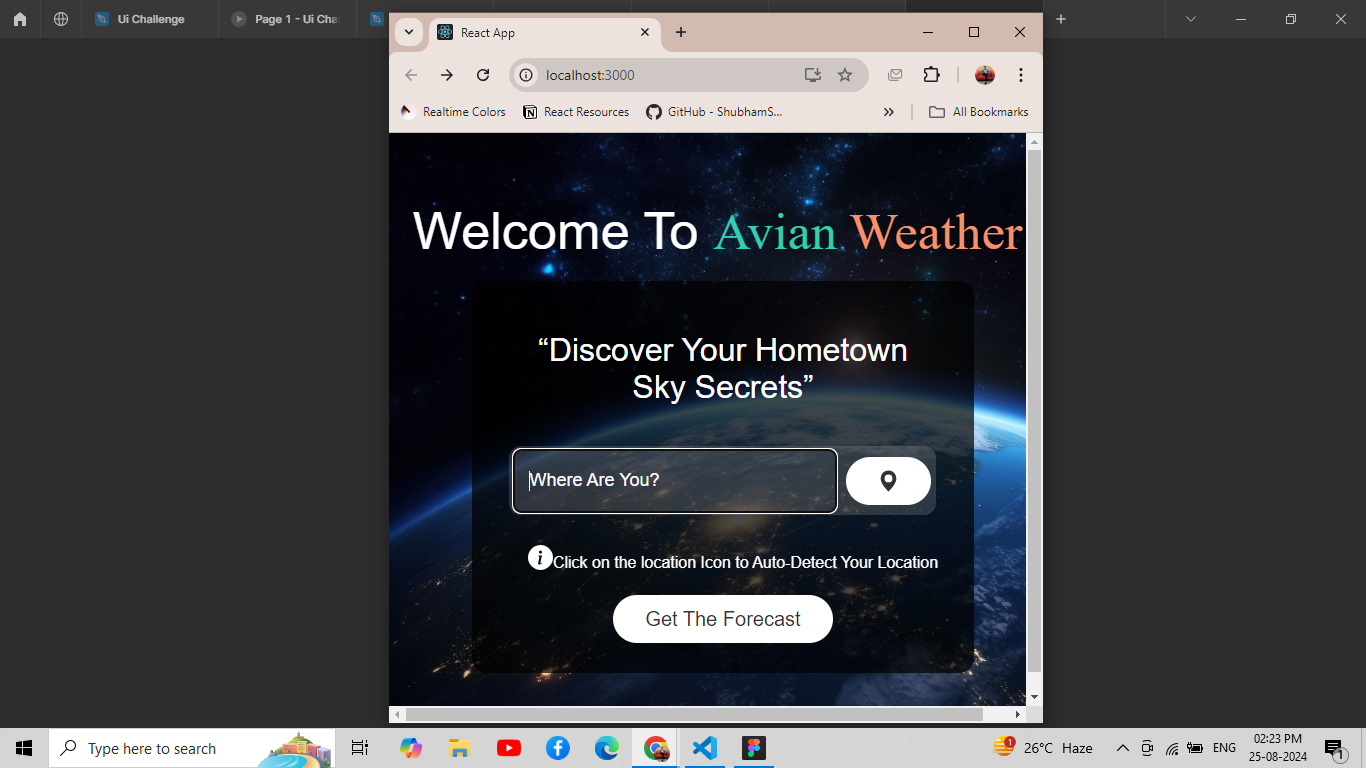 Ui Challenge
Page 1 - Ui Cha
React App
localhost:3000
Realtime Colors
React Resources
GitHub - ShubhamS...
All Bookmarks
Welcome To Avian Weather
“Discover Your Hometown
Sky Secrets”
Where Are You?
Click on the location Icon to Auto-Detect Your Location
Get The Forecast
Type here to search
1
26°C Haze
ENG
02:23 PM
25-08-2024
1